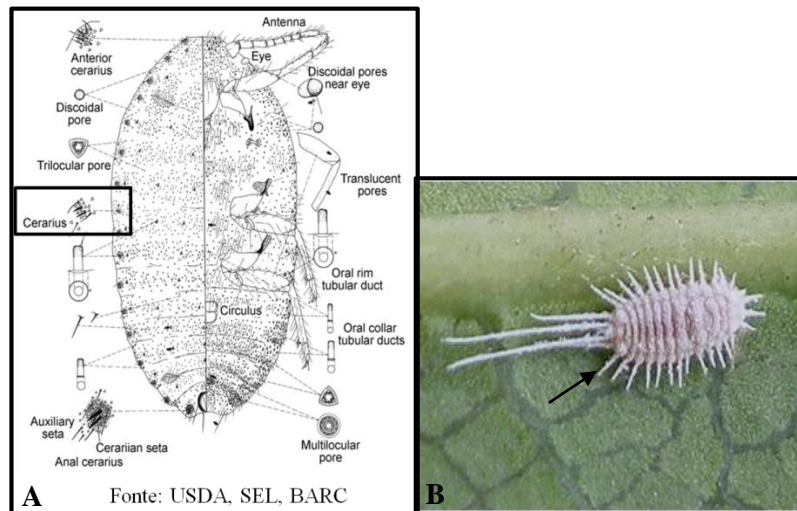 Antenna
Anterior
cerarius
Eye
Discoidal pores
near eye
Discoidal
pore
Trilocular pore
Translucent
pores
Cerarius
Oral rim
tubular duct
Circulus
Oral collar
tubular ducts
Auxiliary
seta
Cerariian seta
Anal cerarius
Multilocular
pore
A
Fonte: USDA, SEL, BARC
B